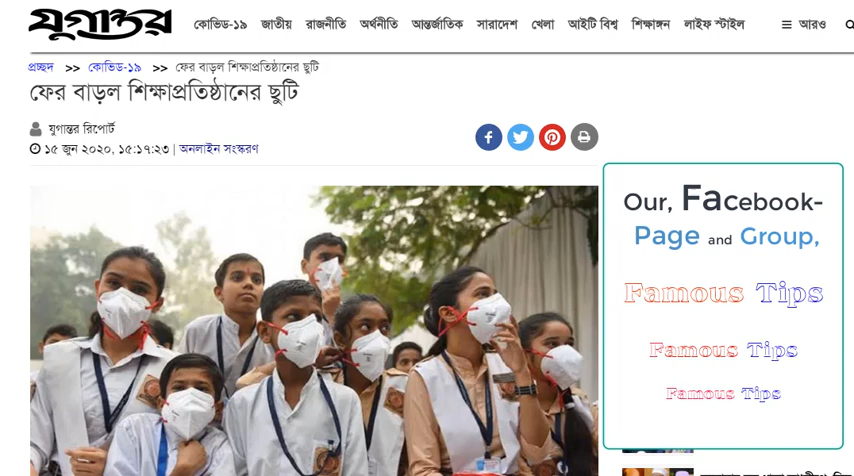 যুগান্তর
কোভিড-১৯ জাতীয় রাজনীতি অর্থনীতি আন্তর্জাতিক সারাদেশ খেলা আইটি বিশ্ব শিক্ষাঙ্গন লাইফ স্টাইল ≡ আরও
প্রচ্ছদ >> কোভিড-১৯ >> ফের বাড়ল শিক্ষাপ্রতিষ্ঠানের ছুটি
ফের বাড়ল শিক্ষাপ্রতিষ্ঠানের ছুটি
যুগান্তর রিপোর্ট
১৫ জুন ২০২০, ১৫:১৭:২৩ | অনলাইন সংস্করণ
Our, Facebook-
Page and Group,
Famous Tips
Famous Tips
Famous Tips